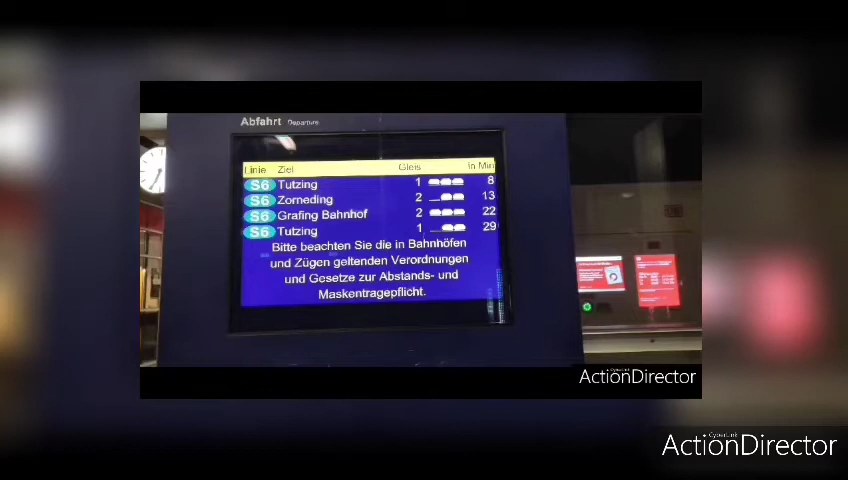 Abfahrt Departure
Linie Ziel Gleis in Min
S6 Tutzing 1 8
S6 Zorneding 2 13
S6 Grafing Bahnhof 2 22
S6 Tutzing 1 29
Bitte beachten Sie die in Bahnhöfen
und Zügen geltenden Verordnungen
und Gesetze zur Abstands- und
Maskentragepflicht.
CyberLink
ActionDirector
CyberLink
ActionDirector